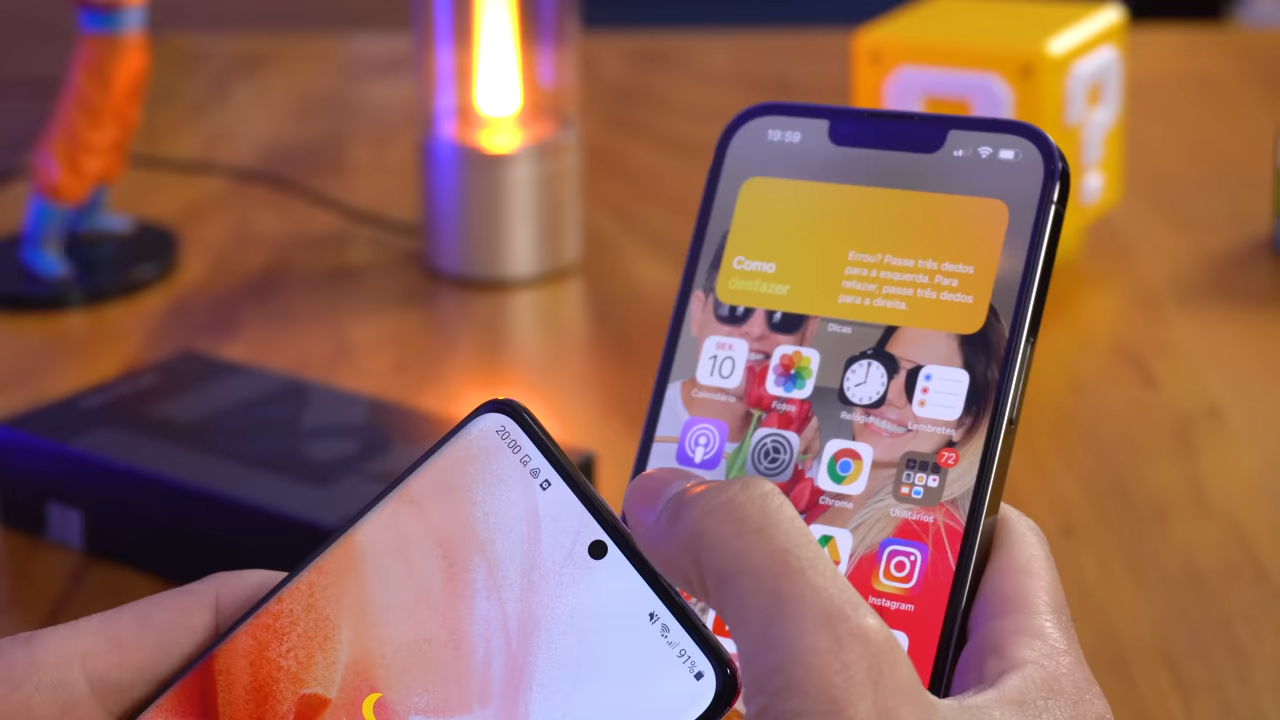 19:59
Como
desfazer
Errou? Passe três dedos
para a esquerda. Para
refazer, passe três dedos
para a direita.
Dicas
SEX.
10
Calendário
Fotos
Relógio
Lembretes
72
Chrome
Utilitários
Instagram
20:00
91%
?